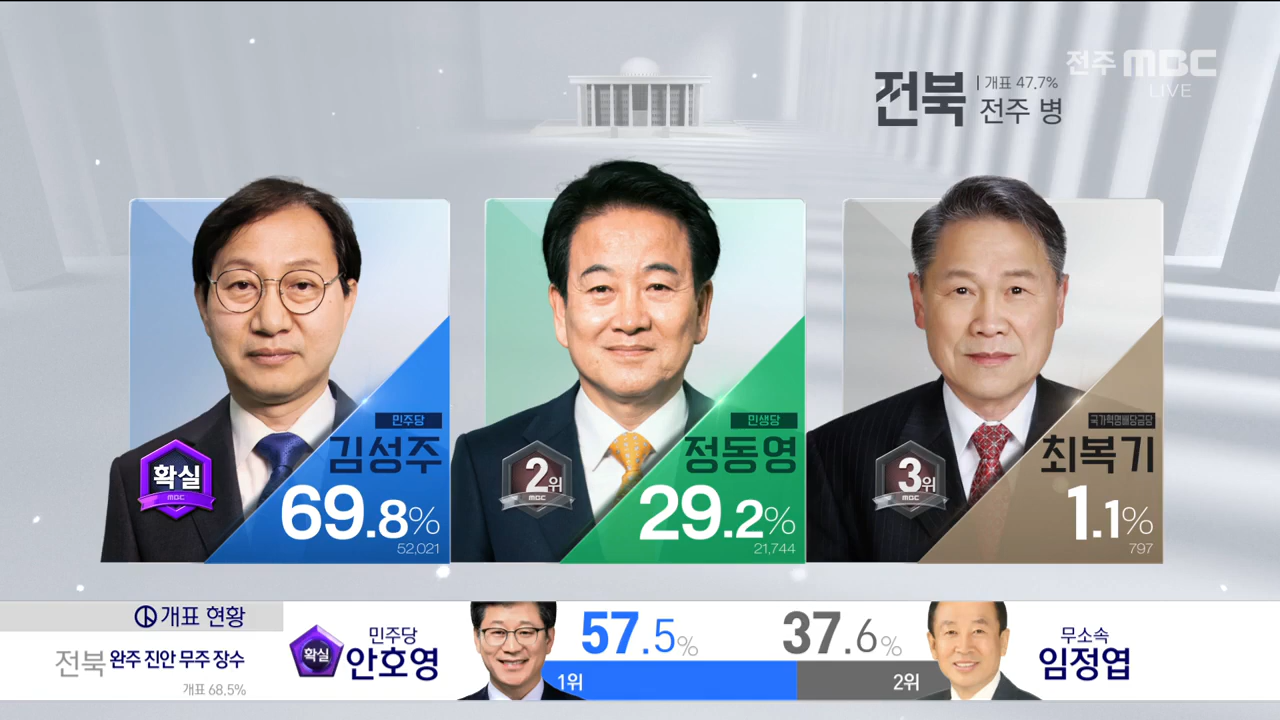 전주 MBC
LIVE
전북
개표 47.7%
전주 병
민주당
김성주
확실
MBC
69.8%
52,021
민생당
정동영
2위
MBC
29.2%
21,744
국가혁명배당금당
최복기
3위
MBC
1.1%
797
개표 현황
전북 완주 진안 무주 장수
개표 68.5%
확실
민주당
안호영
57.5%
1위
37.6%
2위
무소속
임정엽